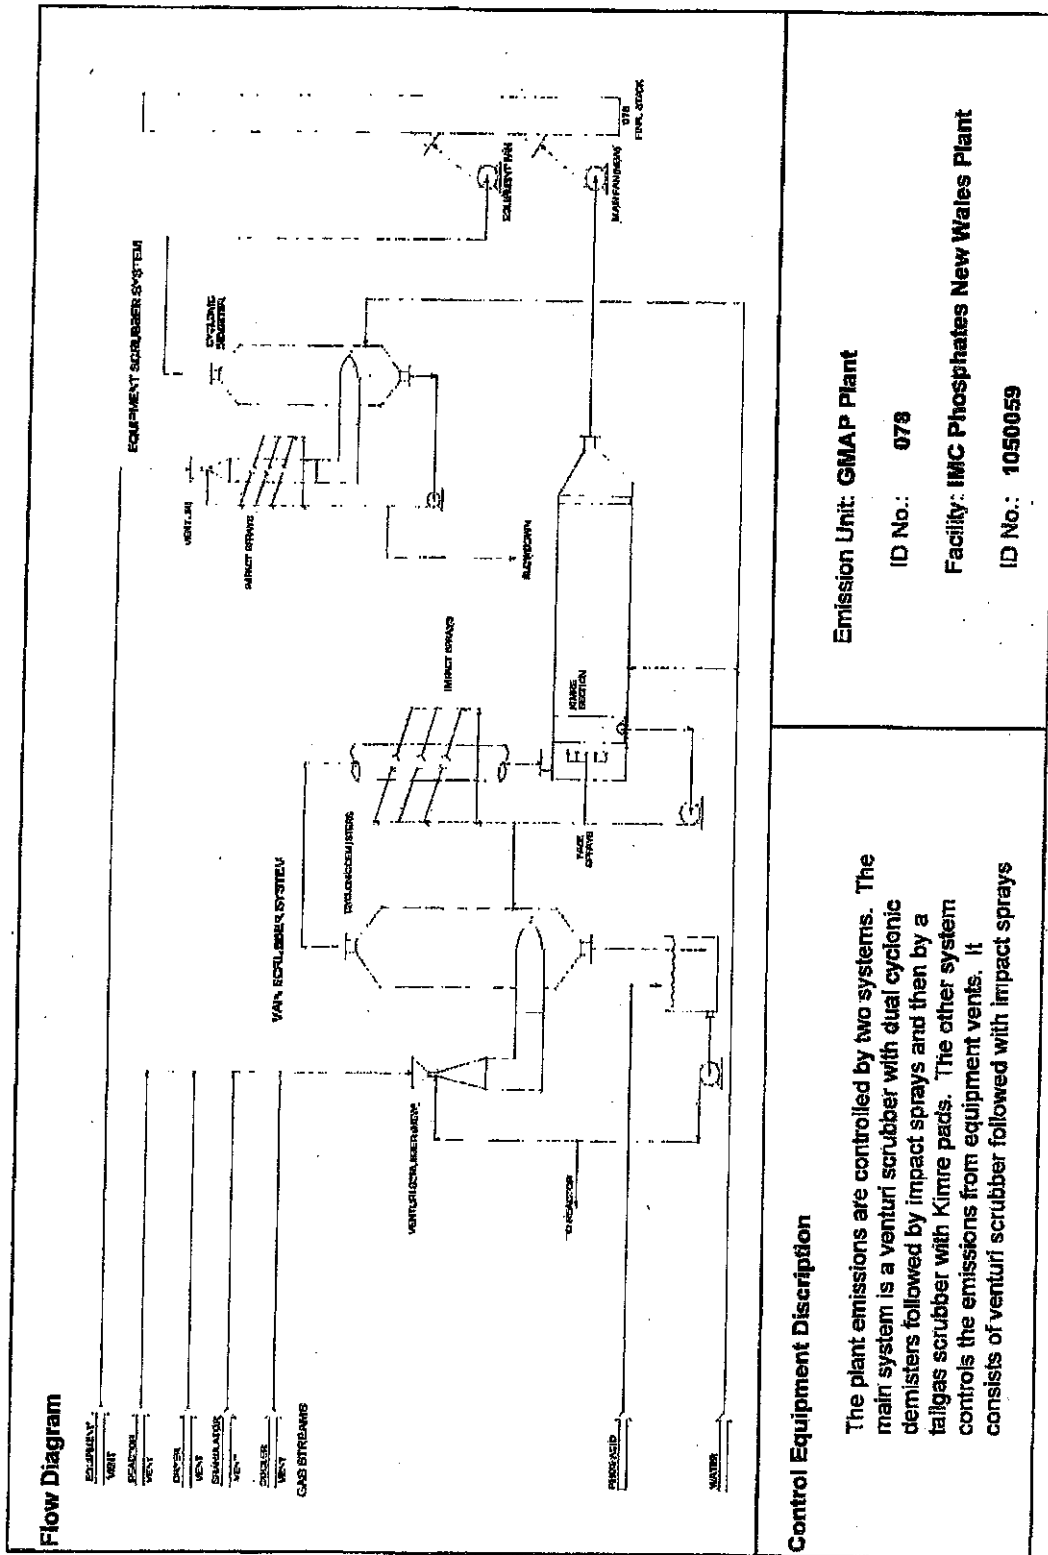 Flow Diagram
EQUIPMENT
VENT
REACTOR
VENT
DRYER
VENT
GRANULATOR
VENT
COOLER
VENT
GAS STREAMS
PHOS ACID
WATER
MAIN SCRUBBER SYSTEM
CYCLONIC DEMISTERS
TO REACTOR
IMPACT SPRAYS
FACE
SPRAYS
KIMRE
SECTION
EQUIPMENT SCRUBBER SYSTEM
VENTURI
IMPACT SPRAYS
CYCLONIC
DEMISTER
BLOWDOWN
EQUIPMENT FAN
078
FINAL STACK
Control Equipment Discription
The plant emissions are controlled by two systems. The
main system is a venturi scrubber with dual cyclonic
demisters followed by impact sprays and then by a
tailgas scrubber with Kimre pads. The other system
controls the emissions from equipment vents. It
consists of venturi scrubber followed with impact sprays
Emission Unit: GMAP Plant
ID No.: 078
Facility: IMC Phosphates New Wales Plant
ID No.: 1050059